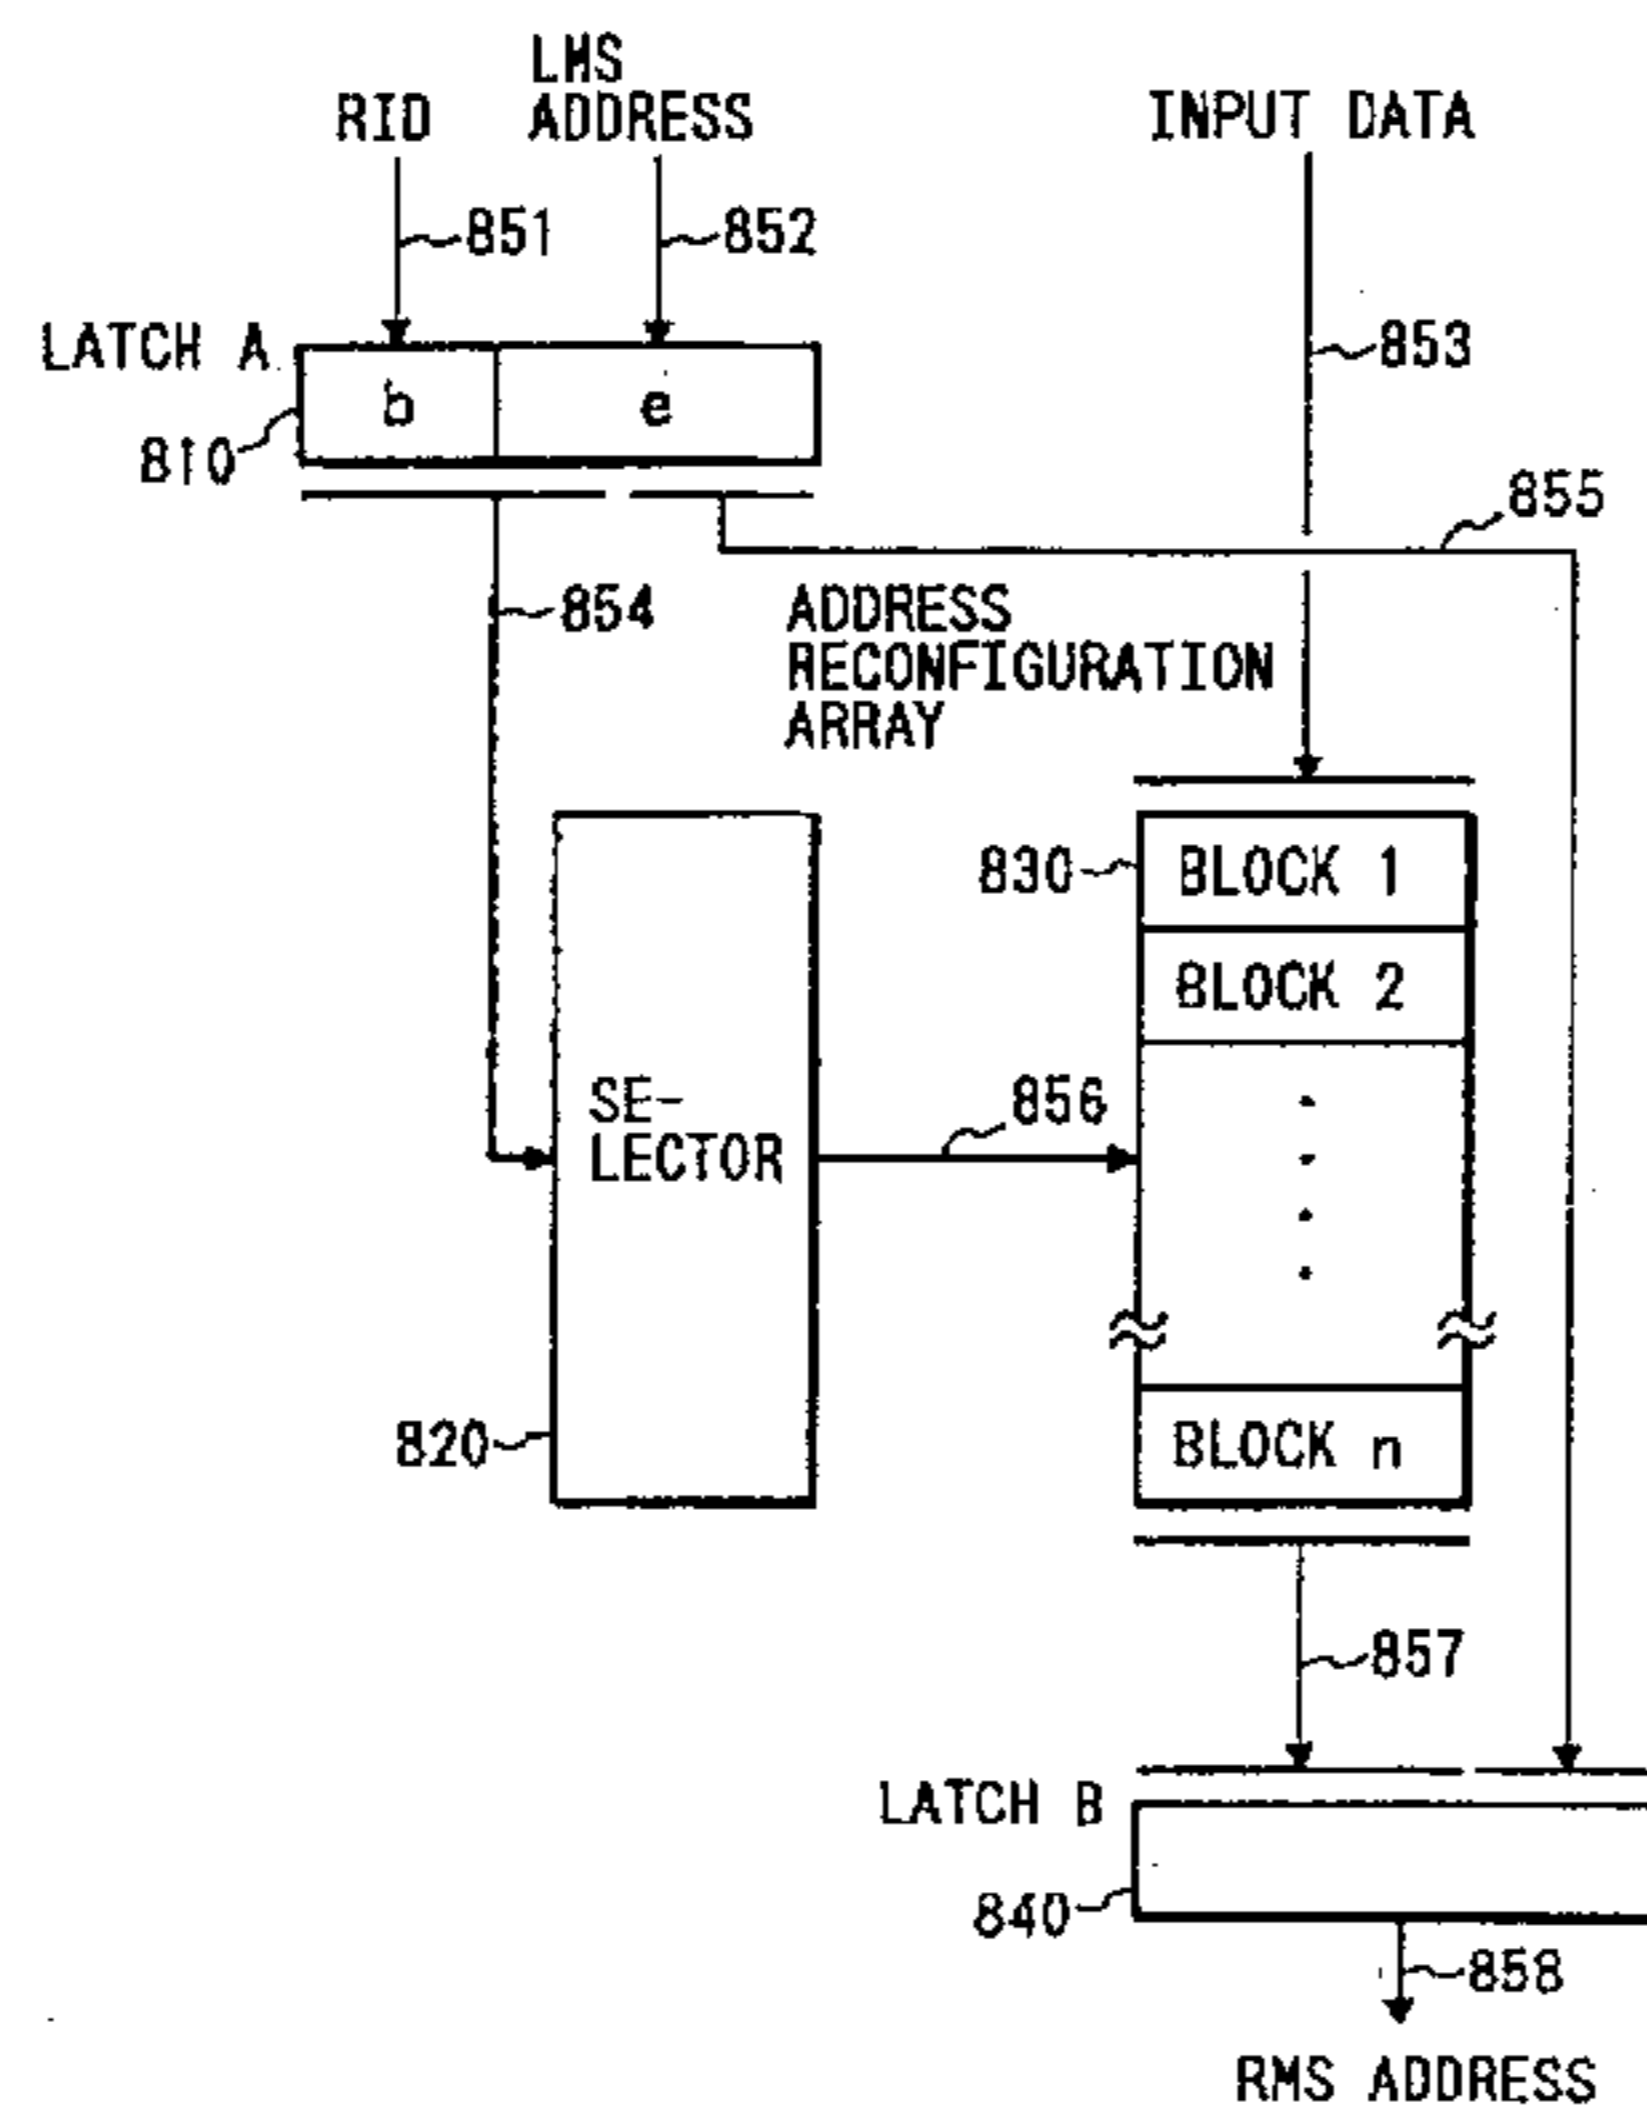 LMS
RID ADDRESS INPUT DATA
851 852
LATCH A 853
b e
810
855
854
ADDRESS
RECONFIGURATION
ARRAY
830 BLOCK 1
BLOCK 2
SE-
LECTOR
856
820 BLOCK n
857
LATCH B
840
858
RMS ADDRESS